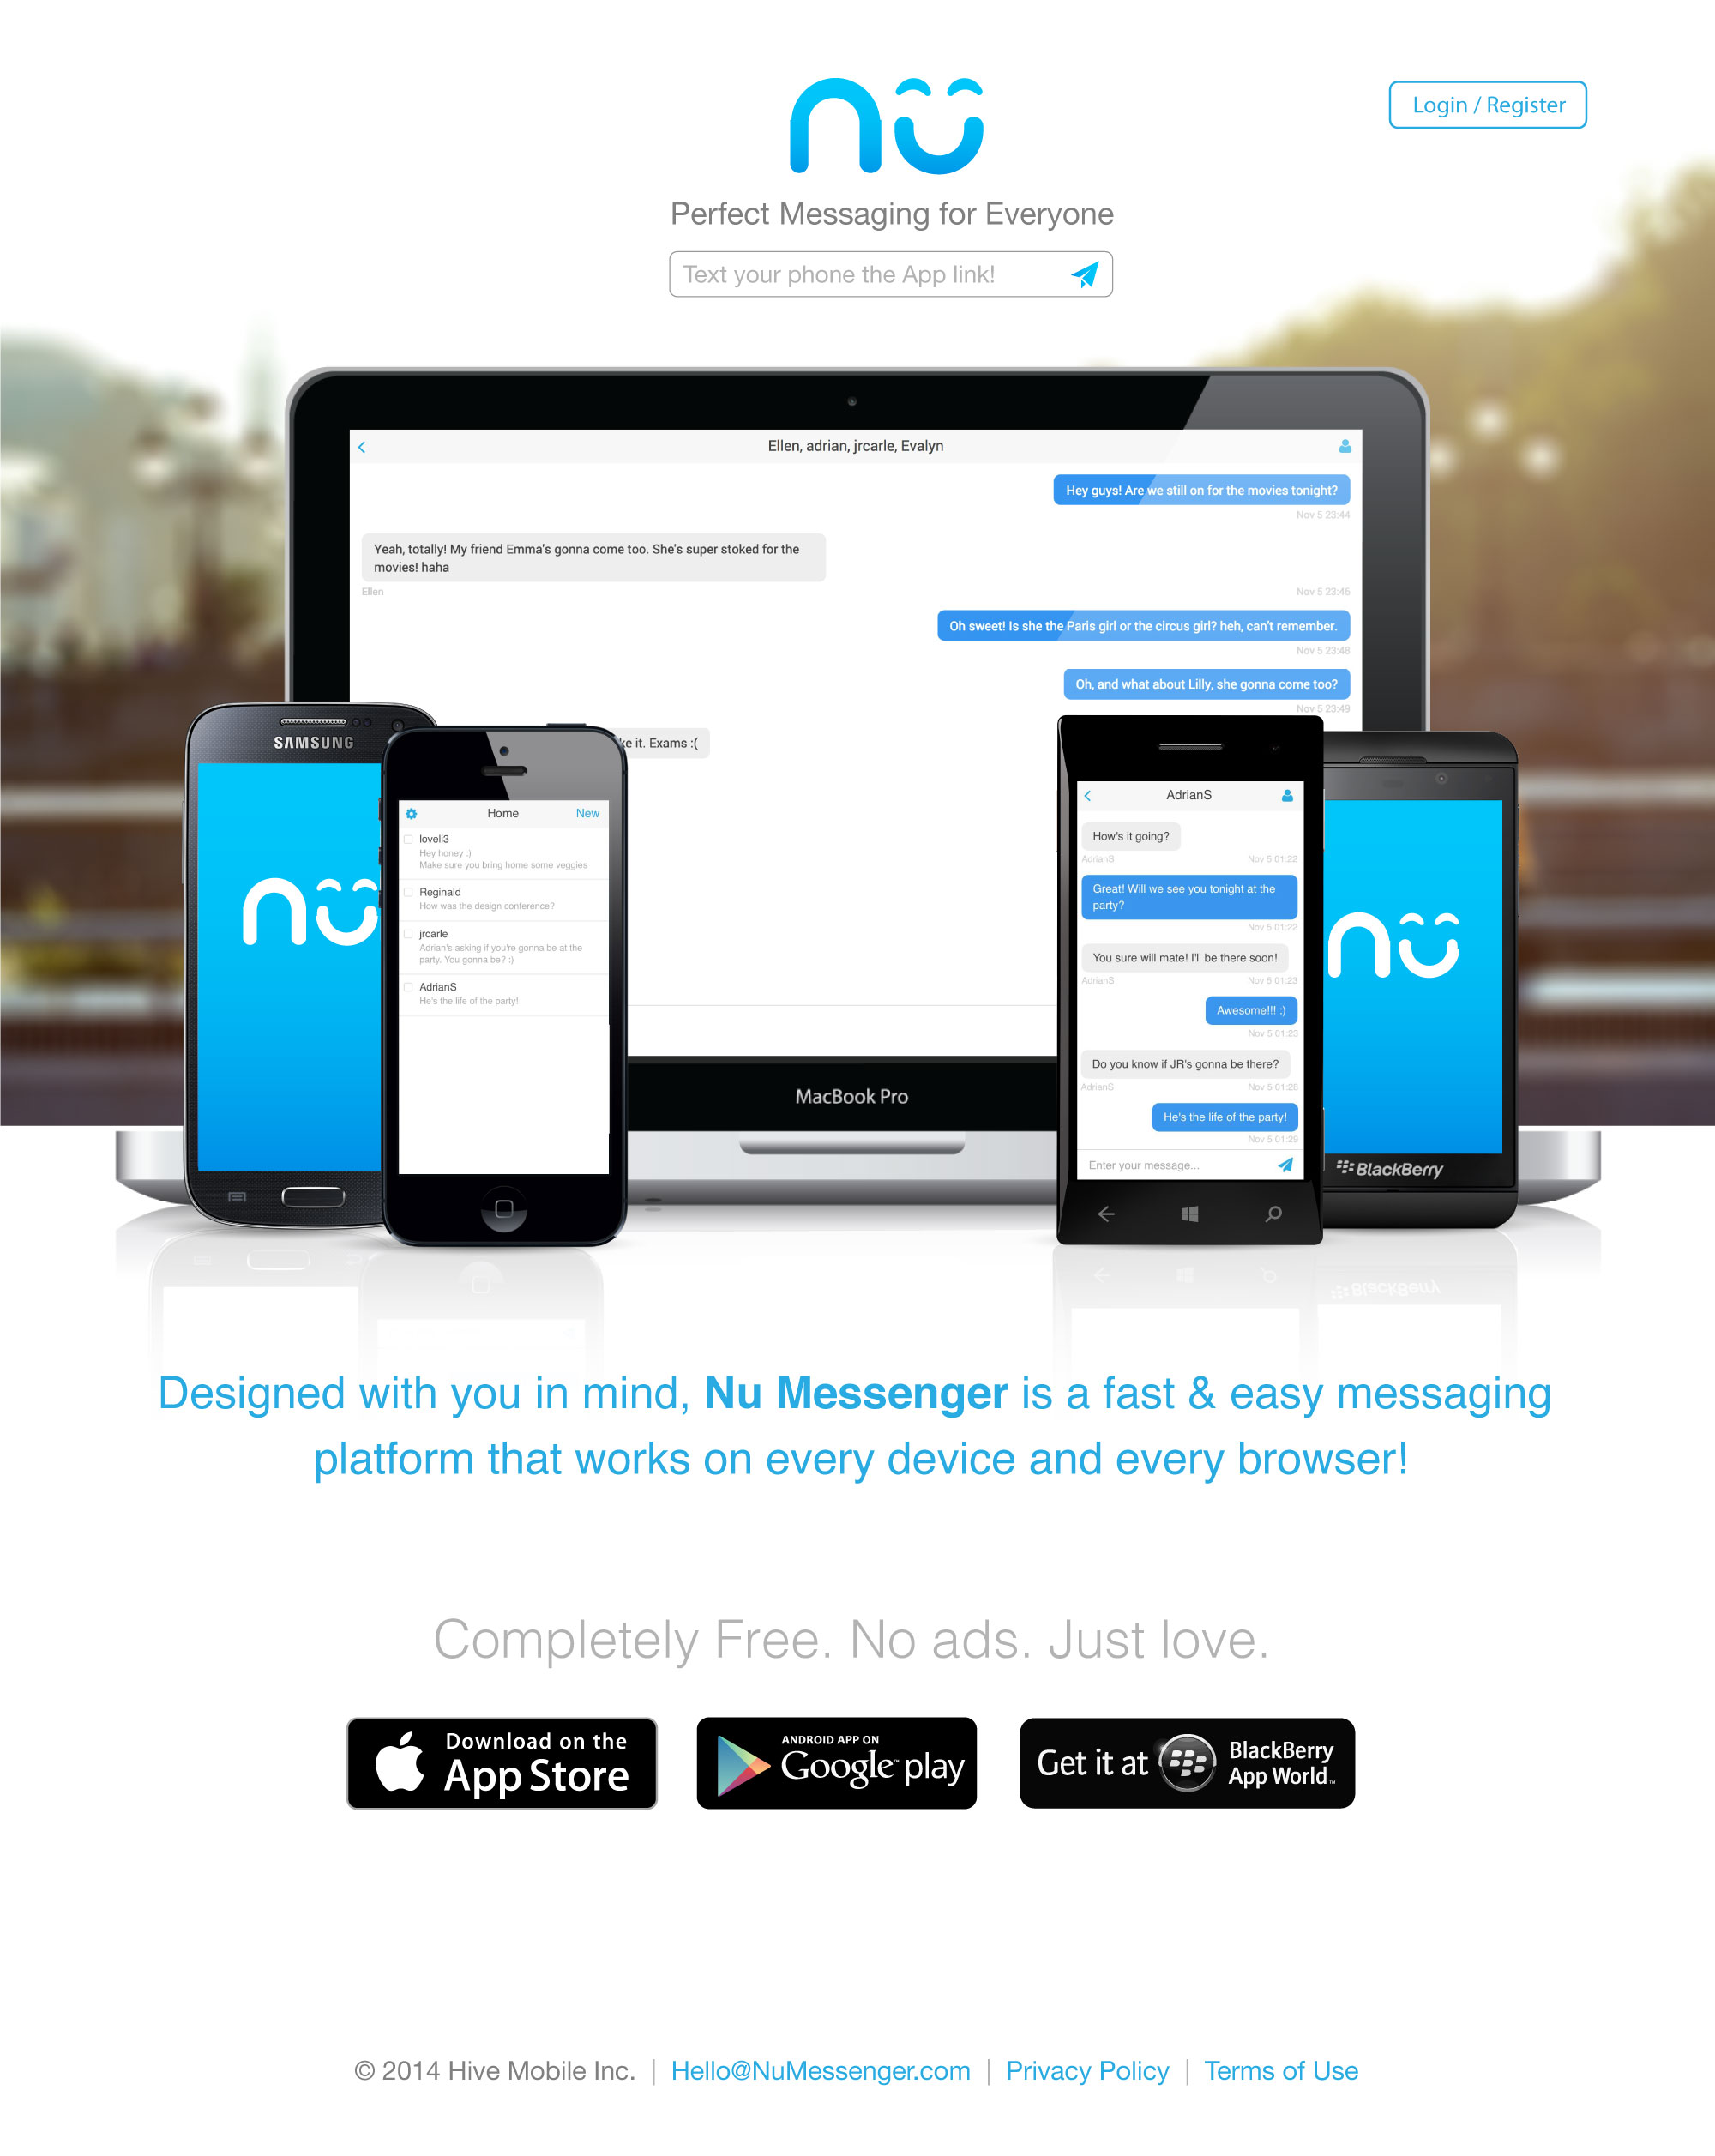 nü
Login / Register
Perfect Messaging for Everyone
Text your phone the App link!
Ellen, adrian, jrcarle, Evalyn
Hey guys! Are we still on for the movies tonight?
Nov 5 23:44
Yeah, totally! My friend Emma's gonna come too. She's super stoked for the
movies! haha
Ellen
Nov 5 23:46
Oh sweet! Is she the Paris girl or the circus girl? heh, can't remember.
Nov 5 23:48
Oh, and what about Lilly, she gonna come too?
Nov 5 23:49
it. Exams :(
MacBook Pro
SAMSUNG
nü
Home
New
loveli3
Hey honey :)
Make sure you bring home some veggies
Reginald
How was the design conference?
jrcarle
Adrian's asking if you're gonna be at the
party. You gonna be? :)
AdrianS
He's the life of the party!
AdrianS
How's it going?
AdrianS
Nov 5 01:22
Great! Will we see you tonight at the
party?
Nov 5 01:22
You sure will mate! I'll be there soon!
AdrianS
Nov 5 01:23
Awesome!!! :)
Nov 5 01:23
Do you know if JR's gonna be there?
AdrianS
Nov 5 01:28
He's the life of the party!
Nov 5 01:29
Enter your message...
nü
BlackBerry
Designed with you in mind, Nu Messenger is a fast & easy messaging
platform that works on every device and every browser!
Completely Free. No ads. Just love.
Download on the
App Store
ANDROID APP ON
Google™ play
Get it at
BlackBerry
App World™
© 2014 Hive Mobile Inc. | Hello@NuMessenger.com | Privacy Policy | Terms of Use